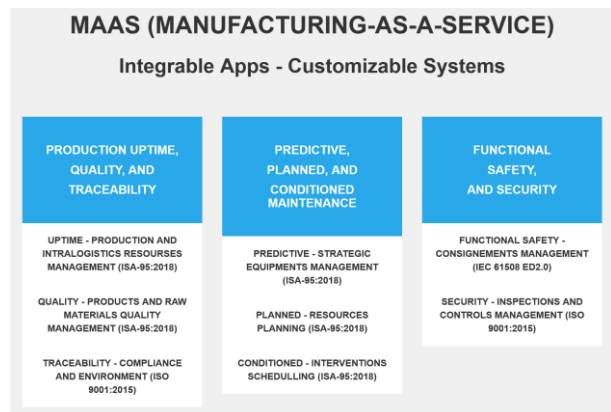 MAAS (MANUFACTURING-AS-A-SERVICE)
Integrable Apps - Customizable Systems
PRODUCTION UPTIME,
QUALITY, AND
TRACEABILITY
UPTIME - PRODUCTION AND
INTRALOGISTICS RESOURSES
MANAGEMENT (ISA-95:2018)
QUALITY - PRODUCTS AND RAW
MATERIALS QUALITY
MANAGEMENT (ISA-95:2018)
TRACEABILITY - COMPLIANCE
AND ENVIRONMENT (ISO
9001:2015)
PREDICTIVE,
PLANNED, AND
CONDITIONED
MAINTENANCE
PREDICTIVE - STRATEGIC
EQUIPMENTS MANAGEMENT
(ISA-95:2018)
PLANNED - RESOURCES
PLANNING (ISA-95:2018)
CONDITIONED - INTERVENTIONS
SCHEDULLING (ISA-95:2018)
FUNCTIONAL
SAFETY,
AND SECURITY
FUNCTIONAL SAFETY -
CONSIGNEMENTS MANAGEMENT
(IEC 61508 ED2.0)
SECURITY - INSPECTIONS AND
CONTROLS MANAGEMENT (ISO
9001:2015)